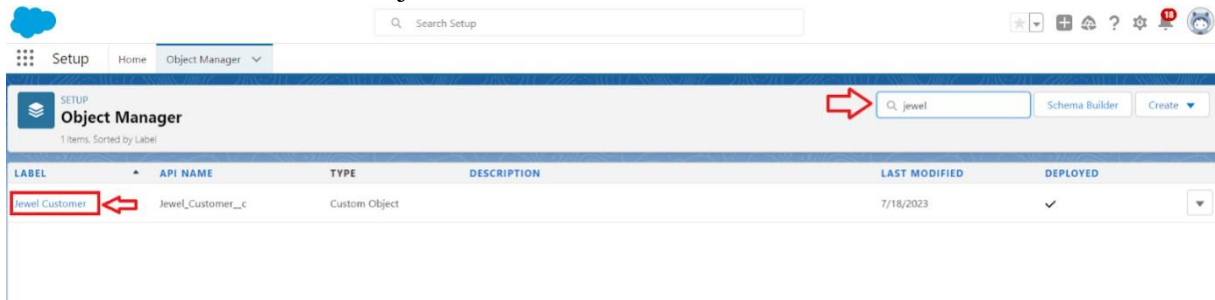 Search Setup
18
Setup Home Object Manager
SETUP
Object Manager
1 items, Sorted by Label
jewel
Schema Builder
Create
LABEL API NAME TYPE DESCRIPTION LAST MODIFIED DEPLOYED
Jewel Customer Jewel_Customer__c Custom Object 7/18/2023